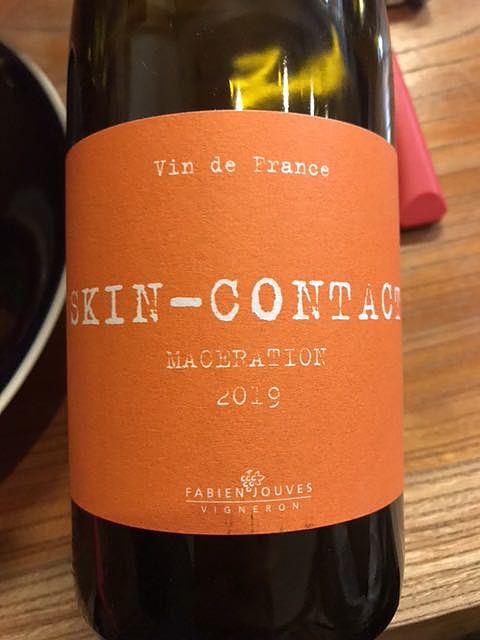 Vin de France
SKIN-CONTACT
MACERATION
2019
FABIEN JOUVES
VIGNERON